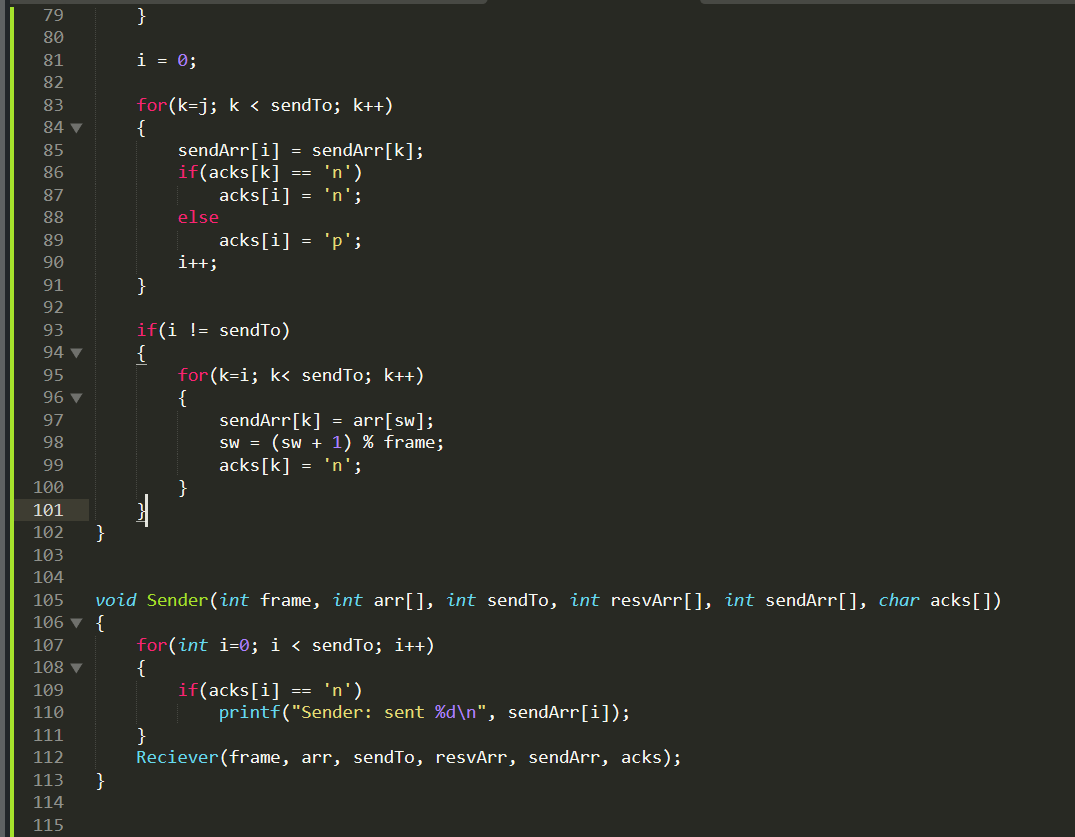 79 }
80
81 i = 0;
82
83 for(k=j; k < sendTo; k++)
84 {
85 sendArr[i] = sendArr[k];
86 if(acks[k] == 'n')
87 acks[i] = 'n';
88 else
89 acks[i] = 'p';
90 i++;
91 }
92
93 if(i != sendTo)
94 {
95 for(k=i; k< sendTo; k++)
96 {
97 sendArr[k] = arr[sw];
98 sw = (sw + 1) % frame;
99 acks[k] = 'n';
100 }
101 }
102 }
103
104
105 void Sender(int frame, int arr[], int sendTo, int resvArr[], int sendArr[], char acks[])
106 {
107 for(int i=0; i < sendTo; i++)
108 {
109 if(acks[i] == 'n')
110 printf("Sender: sent %d\n", sendArr[i]);
111 }
112 Reciever(frame, arr, sendTo, resvArr, sendArr, acks);
113 }
114
115